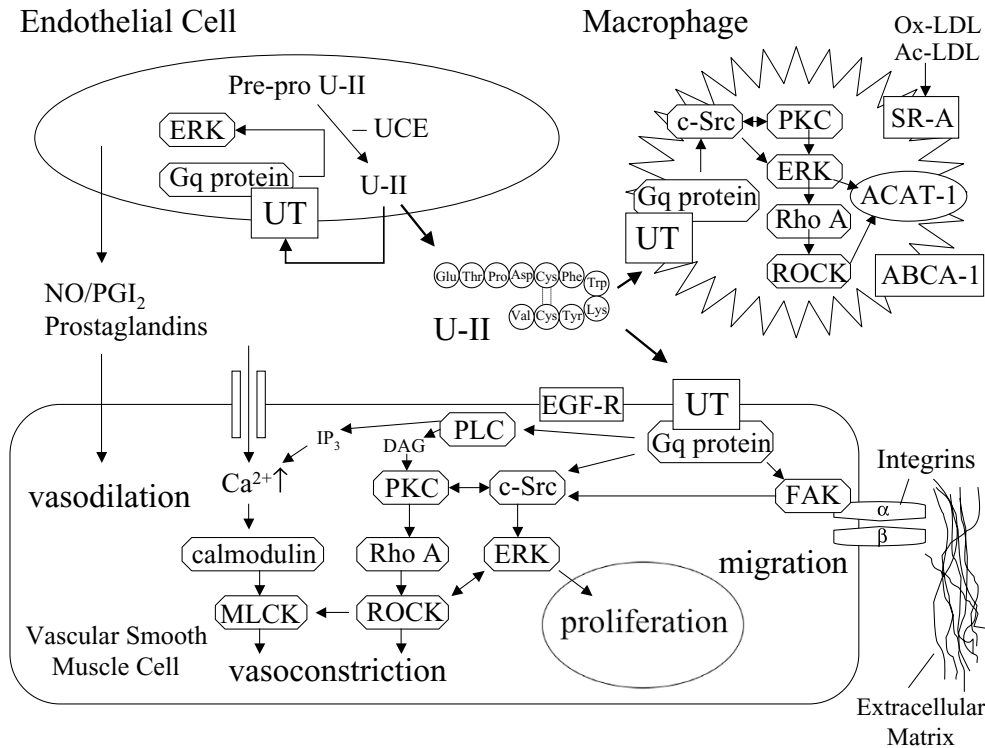 Endothelial Cell
Pre-pro U-II
– UCE
ERK
Gq protein
UT
U-II
NO/PGI₂
Prostaglandins
Macrophage
Ox-LDL
Ac-LDL
SR-A
c-Src
PKC
ERK
Gq protein
UT
ACAT-1
Rho A
ROCK
ABCA-1
Glu Thr Pro Asp Cys Phe Trp
Lys
Val Cys Tyr
U-II
EGF-R
UT
Gq protein
PLC
IP₃
DAG
Ca²⁺↑
vasodilation
PKC
c-Src
FAK
Integrins
α
β
calmodulin
Rho A
ERK
migration
MLCK
ROCK
proliferation
Vascular Smooth
Muscle Cell
vasoconstriction
Extracellular
Matrix